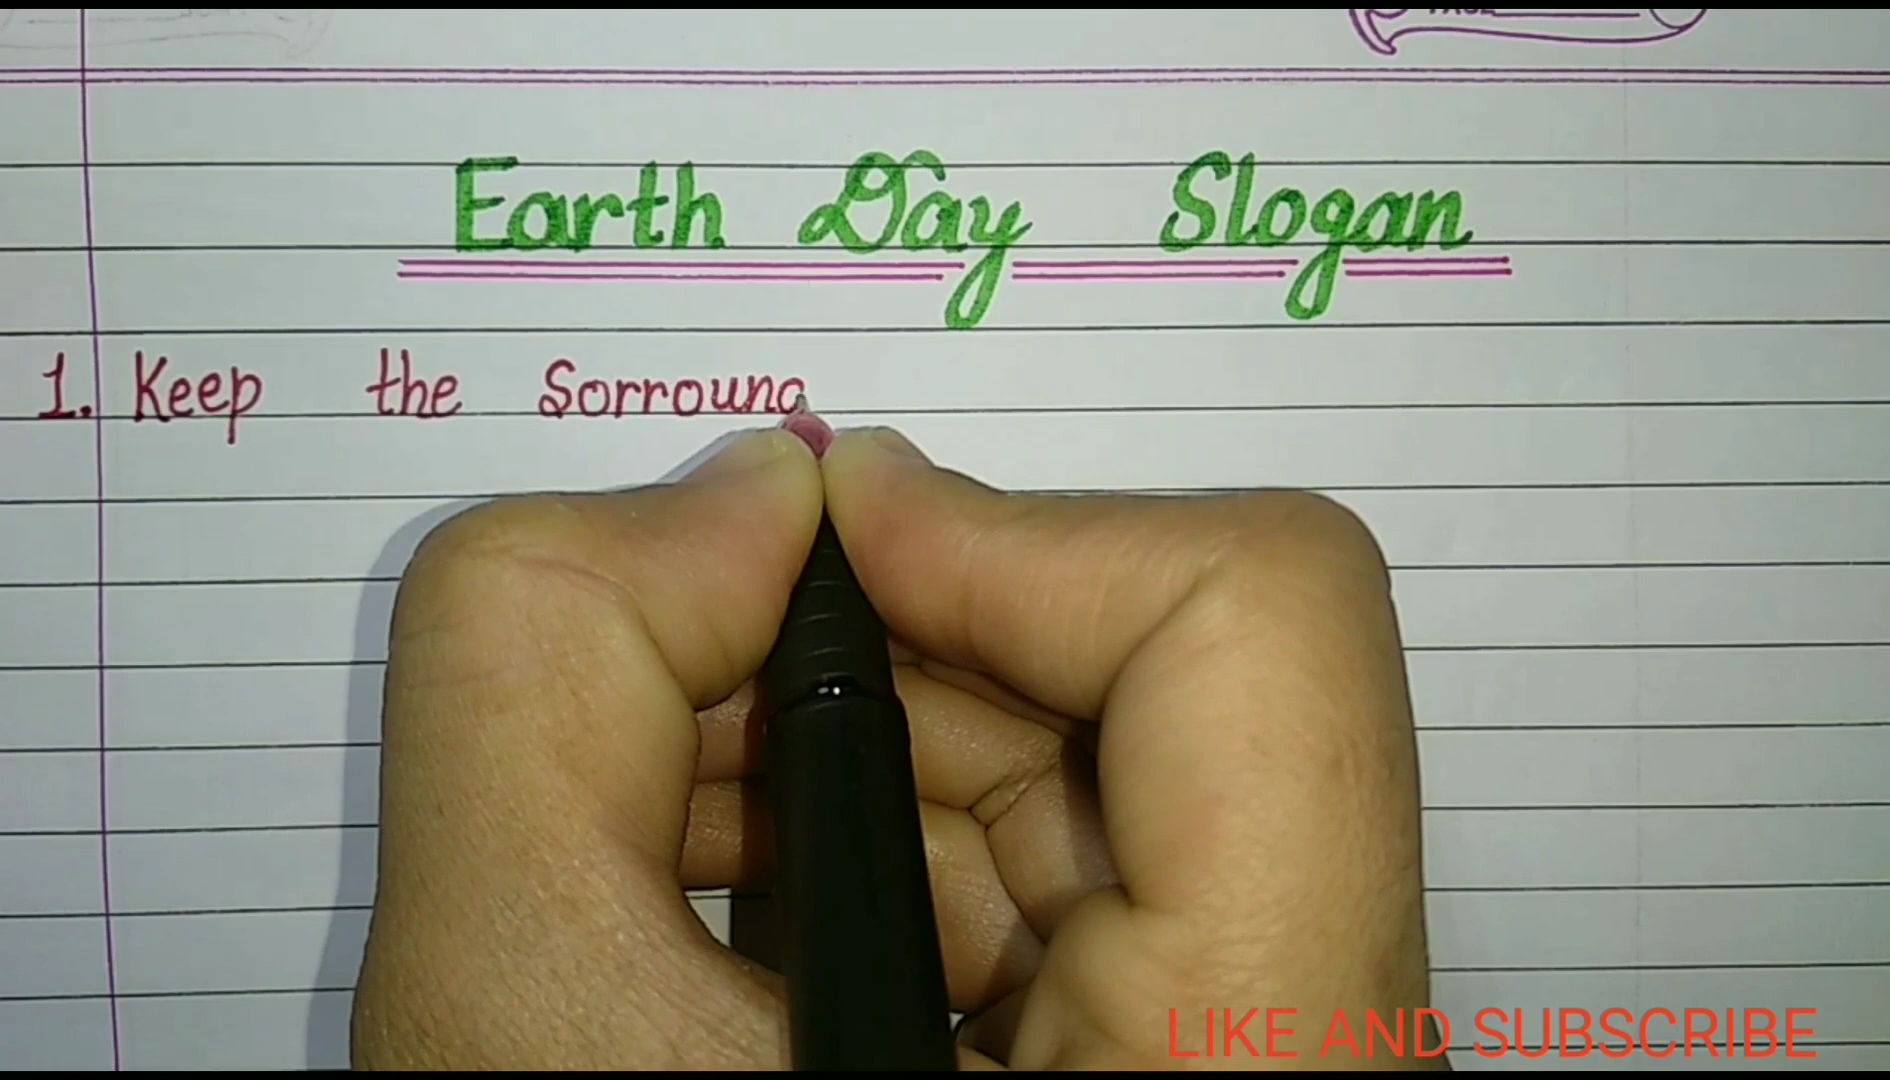 Earth Day Slogan
1. Keep the Sorround
LIKE AND SUBSCRIBE